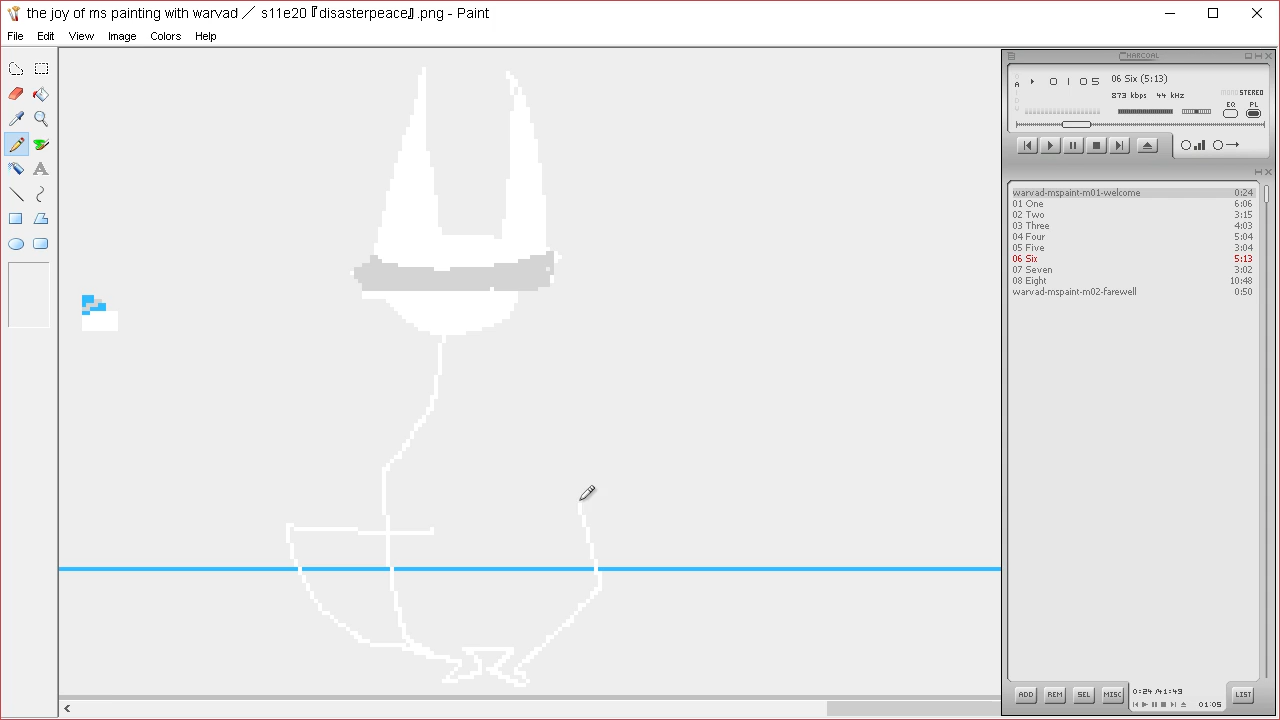 the joy of ms painting with warvad ／ s11e20『disasterpeace』.png - Paint
File Edit View Image Colors Help
CHARCOAL
01 05
06 Six (5:13)
873 kbps 44 kHz
MONO STEREO
EQ PL
warvad-mspaint-m01-welcome 0:24
01 One 6:06
02 Two 3:15
03 Three 4:03
04 Four 5:04
05 Five 3:04
06 Six 5:13
07 Seven 3:02
08 Eight 10:48
warvad-mspaint-m02-farewell 0:50
ADD REM SEL MISC 0:24 /41:43 LIST
01:05